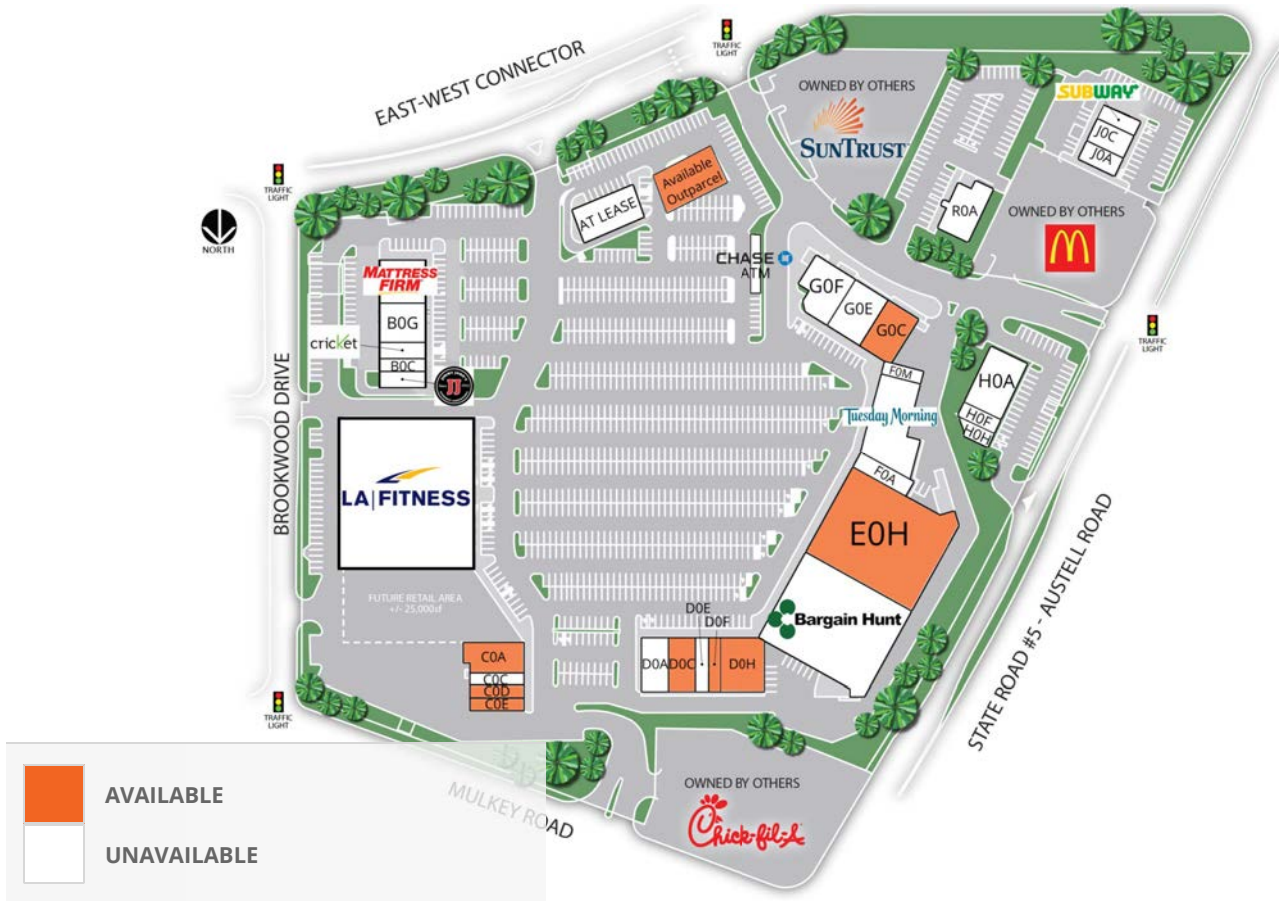 EAST-WEST CONNECTOR
TRAFFIC
LIGHT
OWNED BY OTHERS
SUNTRUST
SUBWAY
J0C
J0A
TRAFFIC
LIGHT
NORTH
Available
Outparcel
AT LEASE
R0A
OWNED BY OTHERS
CHASE
ATM
MATTRESS
FIRM
B0G
cricket
B0C
JJ
G0F
G0E
G0C
TRAFFIC
LIGHT
F0M
Tuesday Morning
H0A
H0F
H0H
F0A
BROOKWOOD DRIVE
LA FITNESS
E0H
Bargain Hunt
STATE ROAD #5 - AUSTELL ROAD
FUTURE RETAIL AREA
+/- 25,000sf
D0E
D0F
D0A
D0C
D0H
C0A
C0C
C0D
C0E
TRAFFIC
LIGHT
MULKEY ROAD
OWNED BY OTHERS
Chick-fil-A
AVAILABLE
UNAVAILABLE